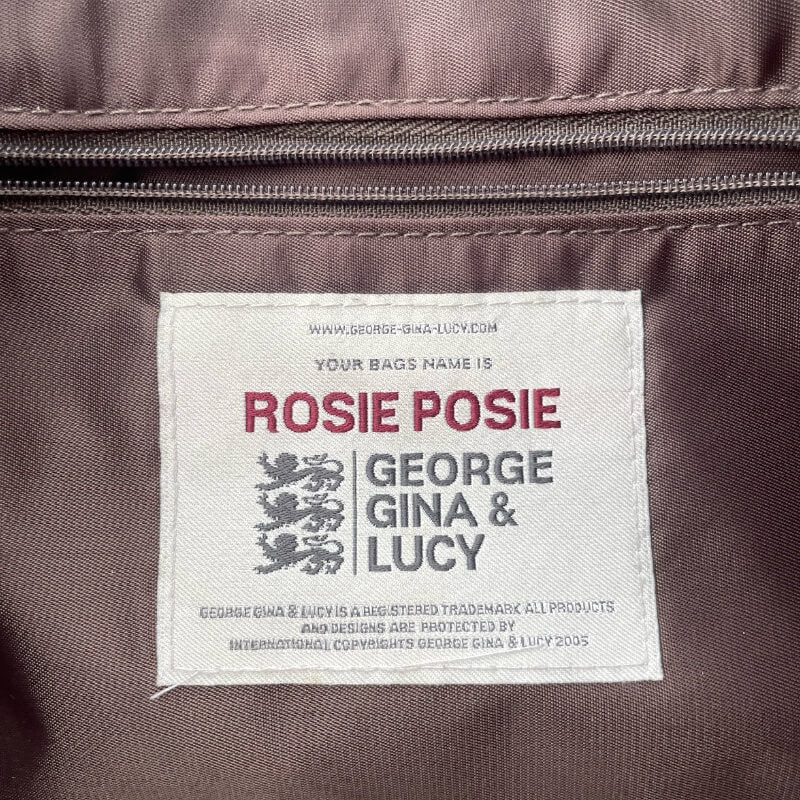 WWW.GEORGE-GINA-LUCY.COM
YOUR BAGS NAME IS
ROSIE POSIE
GEORGE
GINA &
LUCY
GEORGE GINA & LUCY IS A REGISTERED TRADEMARK ALL PRODUCTS
AND DESIGNS ARE PROTECTED BY
INTERNATIONAL COPYRIGHTS GEORGE GINA & LUCY 2005